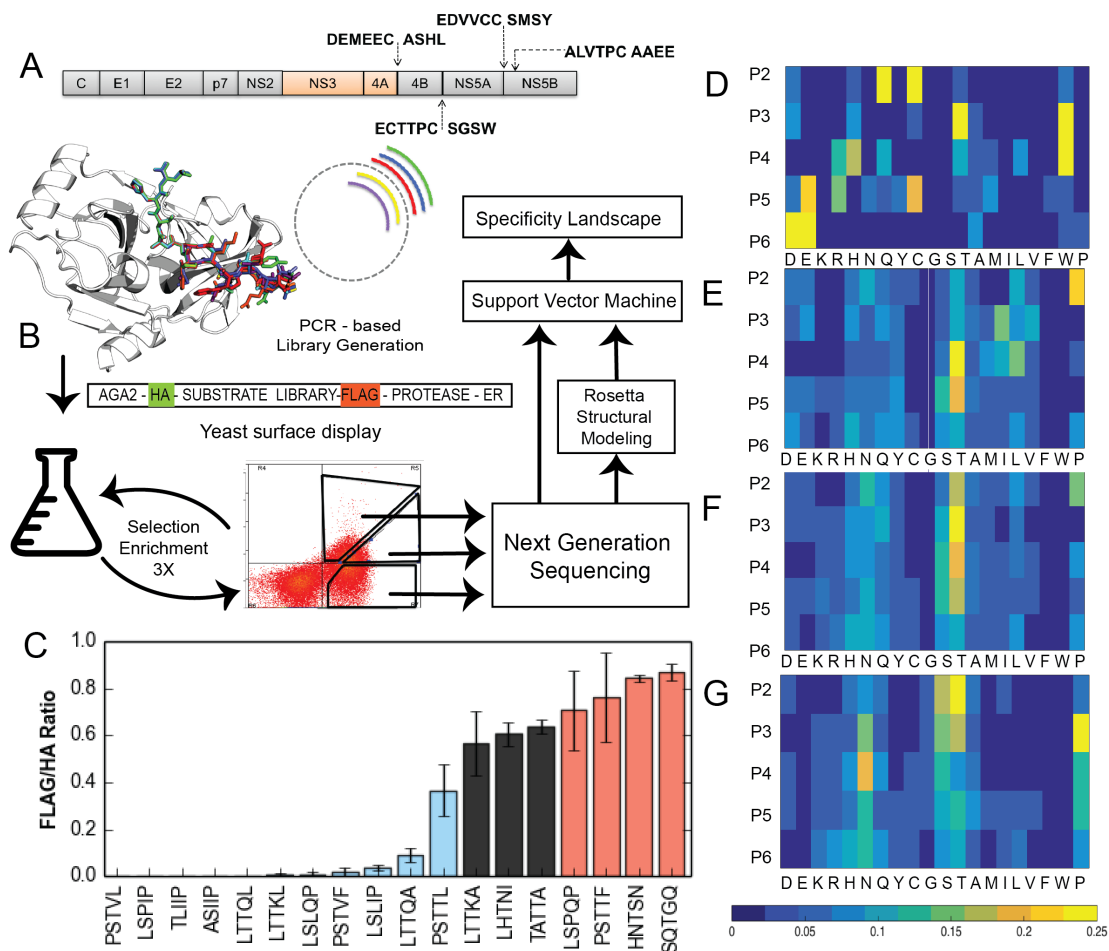 A
DEMEEC ASHL
EDVVCC SMSY
ALVTPC AAEE
C E1 E2 p7 NS2 NS3 4A 4B NS5A NS5B
ECTTPC SGSW
PCR - based
Library Generation
B
AGA2 - HA - SUBSTRATE LIBRARY-FLAG - PROTEASE - ER
Yeast surface display
Selection
Enrichment
3X
R4 R5
Specificity Landscape
Support Vector Machine
Rosetta
Structural
Modeling
Next Generation
Sequencing
C
FLAG/HA Ratio
1.0
0.8
0.6
0.4
0.2
0.0
PSTVL
LSPIP
TLIIP
ASIIP
LTTQL
LTTKL
LSLQP
PSTVF
LSLIP
LTTQA
PSTTL
LTTKA
LHTNI
TATTA
LSPQP
PSTTF
HNTSN
SQTGQ
D
P2
P3
P4
P5
P6
D E K R H N Q Y C G S T A M I L V F W P
E
P2
P3
P4
P5
P6
D E K R H N Q Y C G S T A M I L V F W P
F
P2
P3
P4
P5
P6
D E K R H N Q Y C G S T A M I L V F W P
G
P2
P3
P4
P5
P6
D E K R H N Q Y C G S T A M I L V F W P
0 0.05 0.1 0.15 0.2 0.25